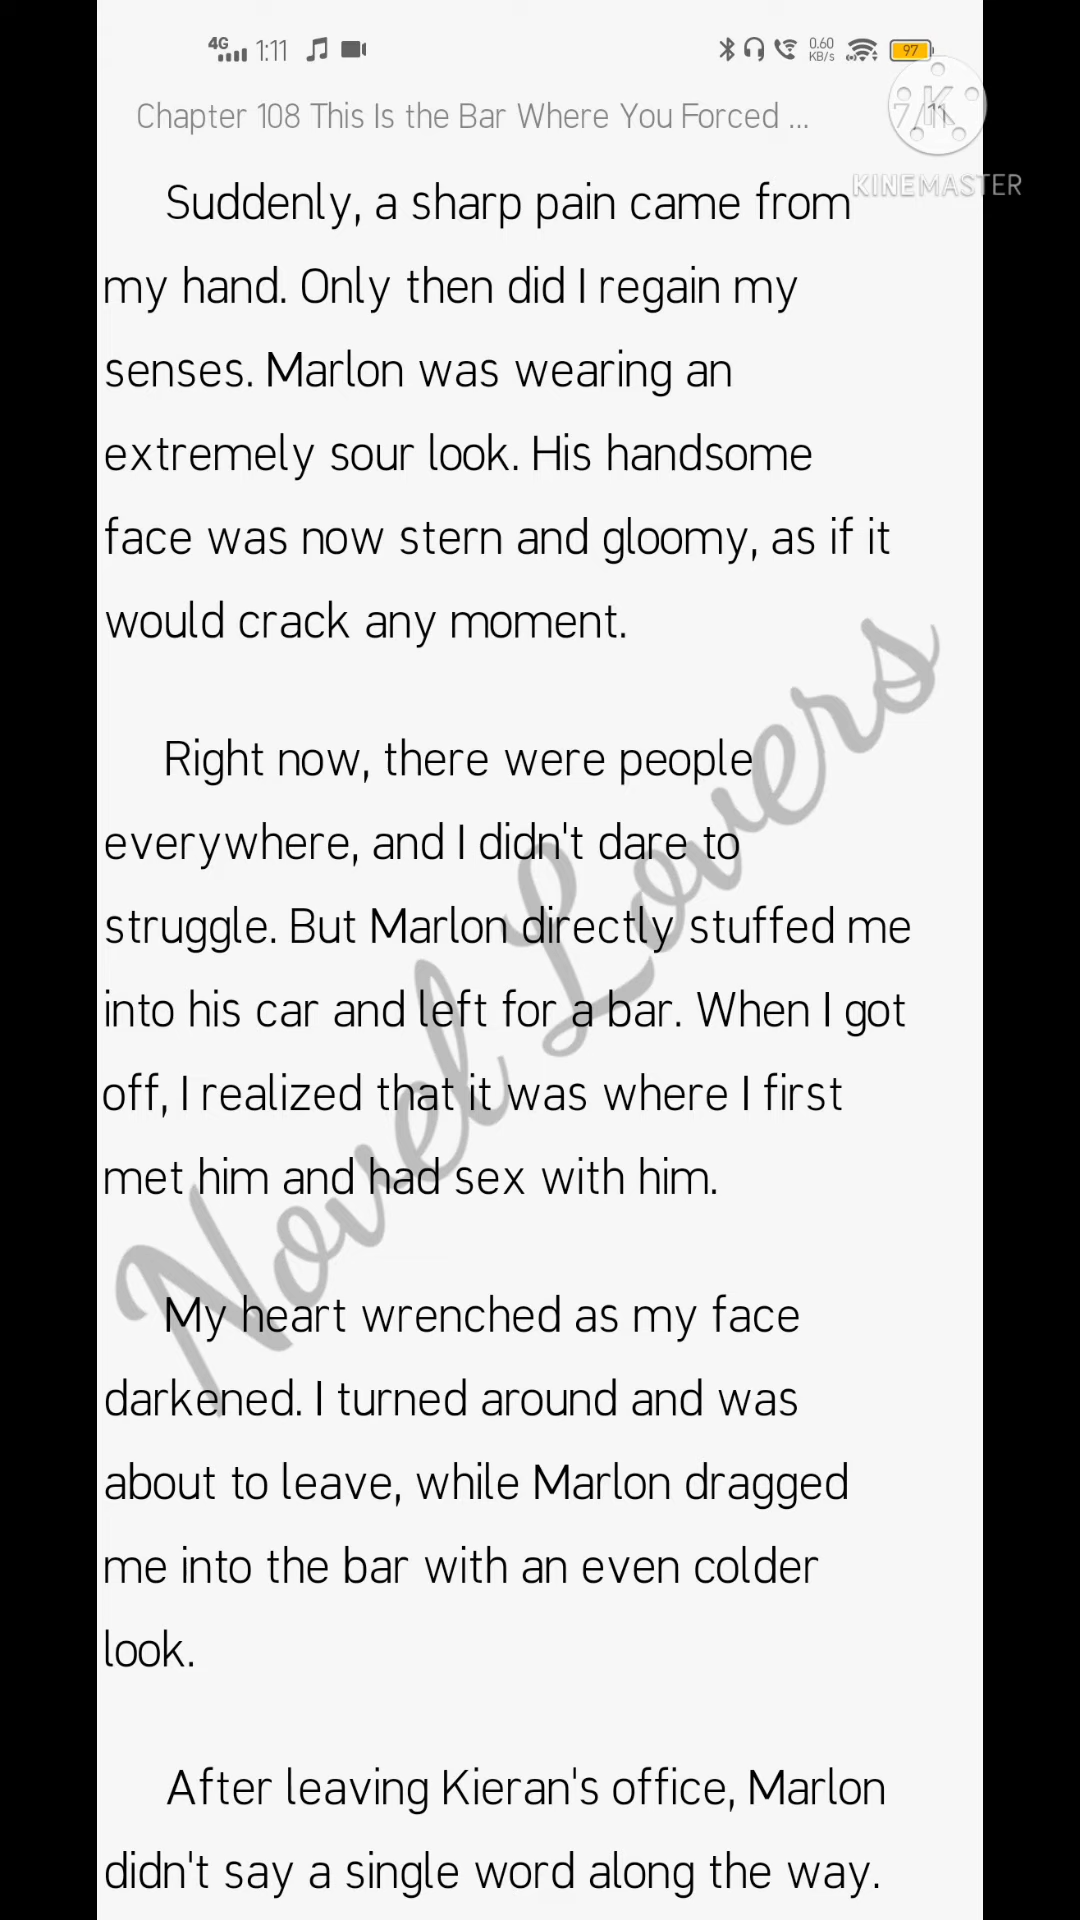 4G 1:11 0.60 KB/s 97
Chapter 108 This Is the Bar Where You Forced ... 7/11
KINEMASTER
Suddenly, a sharp pain came from
my hand. Only then did I regain my
senses. Marlon was wearing an
extremely sour look. His handsome
face was now stern and gloomy, as if it
would crack any moment.
Right now, there were people
everywhere, and I didn't dare to
struggle. But Marlon directly stuffed me
into his car and left for a bar. When I got
off, I realized that it was where I first
met him and had sex with him.
My heart wrenched as my face
darkened. I turned around and was
about to leave, while Marlon dragged
me into the bar with an even colder
look.
After leaving Kieran's office, Marlon
didn't say a single word along the way.
Novel Lovers